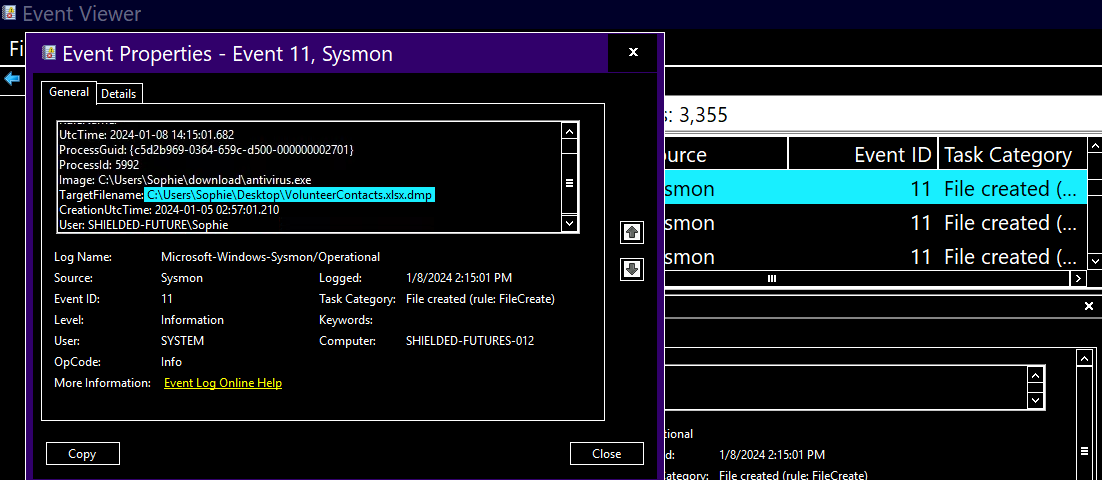 Event Viewer
Fi
Event Properties - Event 11, Sysmon
x
General
Details
UtcTime: 2024-01-08 14:15:01.682
ProcessGuid: {c5d2b969-0364-659c-d500-000000002701}
ProcessId: 5992
Image: C:\Users\Sophie\download\antivirus.exe
TargetFilename: C:\Users\Sophie\Desktop\VolunteerContacts.xlsx.dmp
CreationUtcTime: 2024-01-05 02:57:01.210
User: SHIELDED-FUTURE\Sophie
Log Name: Microsoft-Windows-Sysmon/Operational
Source: Sysmon Logged: 1/8/2024 2:15:01 PM
Event ID: 11 Task Category: File created (rule: FileCreate)
Level: Information Keywords:
User: SYSTEM Computer: SHIELDED-FUTURES-012
OpCode: Info
More Information: Event Log Online Help
Copy
Close
s: 3,355
ource Event ID Task Category
smon 11 File created (...
smon 11 File created (...
smon 11 File created (...
x
tional
d: 1/8/2024 2:15:01 PM
ategory: File created (rule: FileCreate)